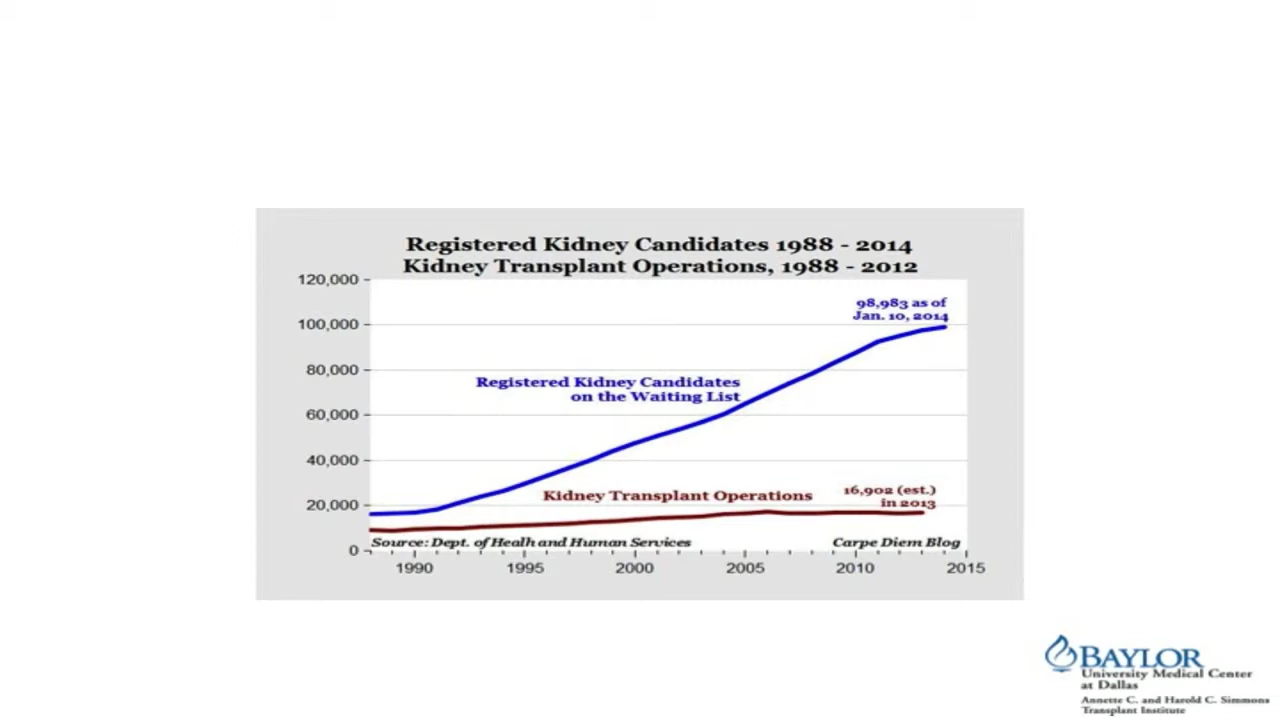 Registered Kidney Candidates 1988 - 2014
Kidney Transplant Operations, 1988 - 2012
120,000
100,000
80,000
60,000
40,000
20,000
0
98,983 as of
Jan. 10, 2014
Registered Kidney Candidates
on the Waiting List
Kidney Transplant Operations
16,902 (est.)
in 2013
Source: Dept. of Healh and Human Services
Carpe Diem Blog
1990 1995 2000 2005 2010 2015
BAYLOR
University Medical Center
at Dallas
Annette C. and Harold C. Simmons
Transplant Institute